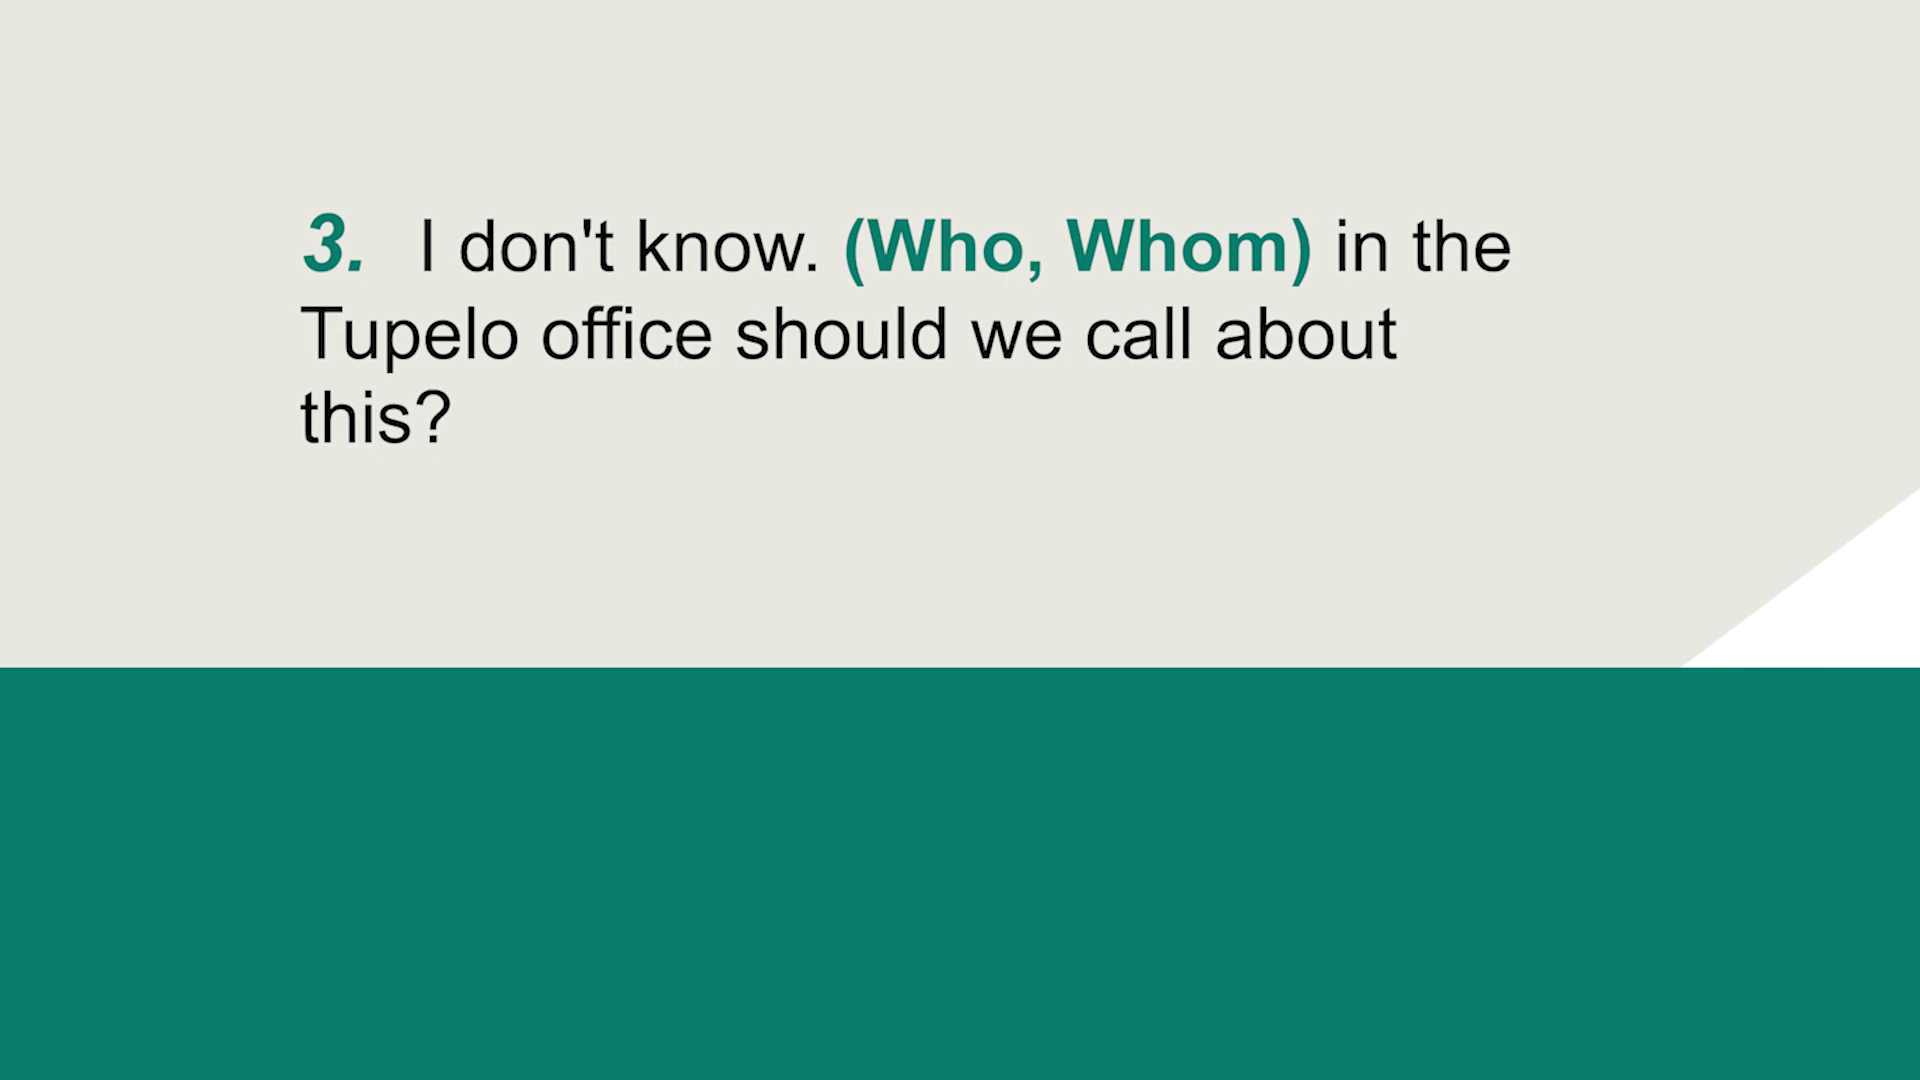 3. I don't know. (Who, Whom) in the
Tupelo office should we call about
this?